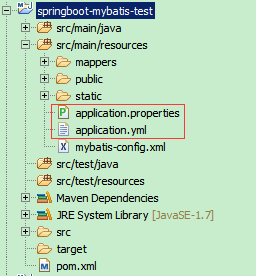 springboot-mybatis-test
src/main/java
src/main/resources
mappers
public
static
application.properties
application.yml
mybatis-config.xml
src/test/java
src/test/resources
Maven Dependencies
JRE System Library [JavaSE-1.7]
src
target
pom.xml